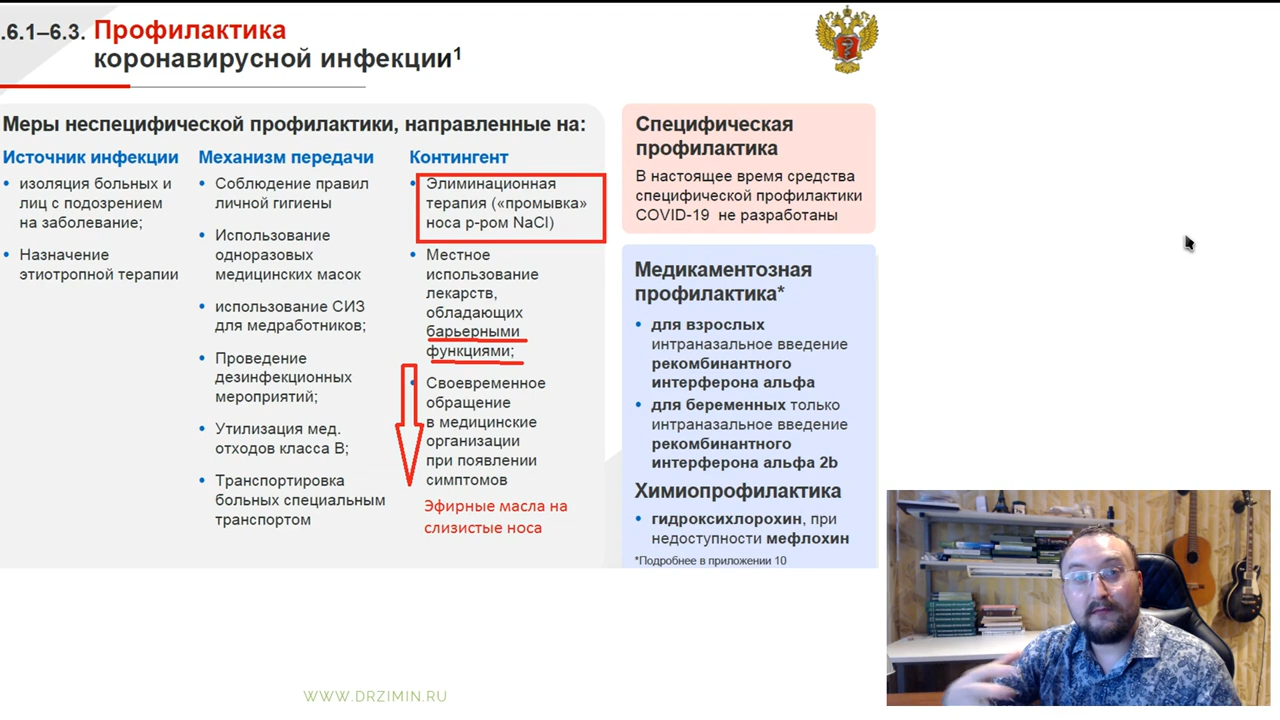 .6.1–6.3. Профилактика
коронавирусной инфекции¹
Меры неспецифической профилактики, направленные на:
Источник инфекции
• изоляция больных и
лиц с подозрением
на заболевание;
• Назначение
этиотропной терапии
Механизм передачи
• Соблюдение правил
личной гигиены
• Использование
одноразовых
медицинских масок
• использование СИЗ
для медработников;
• Проведение
дезинфекционных
мероприятий;
• Утилизация мед.
отходов класса В;
• Транспортировка
больных специальным
транспортом
Контингент
• Элиминационная
терапия («промывка»
носа р-ром NaCl)
• Местное
использование
лекарств,
обладающих
барьерными
функциями;
• Своевременное
обращение
в медицинские
организации
при появлении
симптомов
Эфирные масла на
слизистые носа
Специфическая
профилактика
В настоящее время средства
специфической профилактики
COVID-19 не разработаны
Медикаментозная
профилактика*
• для взрослых
интраназальное введение
рекомбинантного
интерферона альфа
• для беременных только
интраназальное введение
рекомбинантного
интерферона альфа 2b
Химиопрофилактика
• гидроксихлорохин, при
недоступности мефлохин
*Подробнее в приложении 10
WWW.DRZIMIN.RU